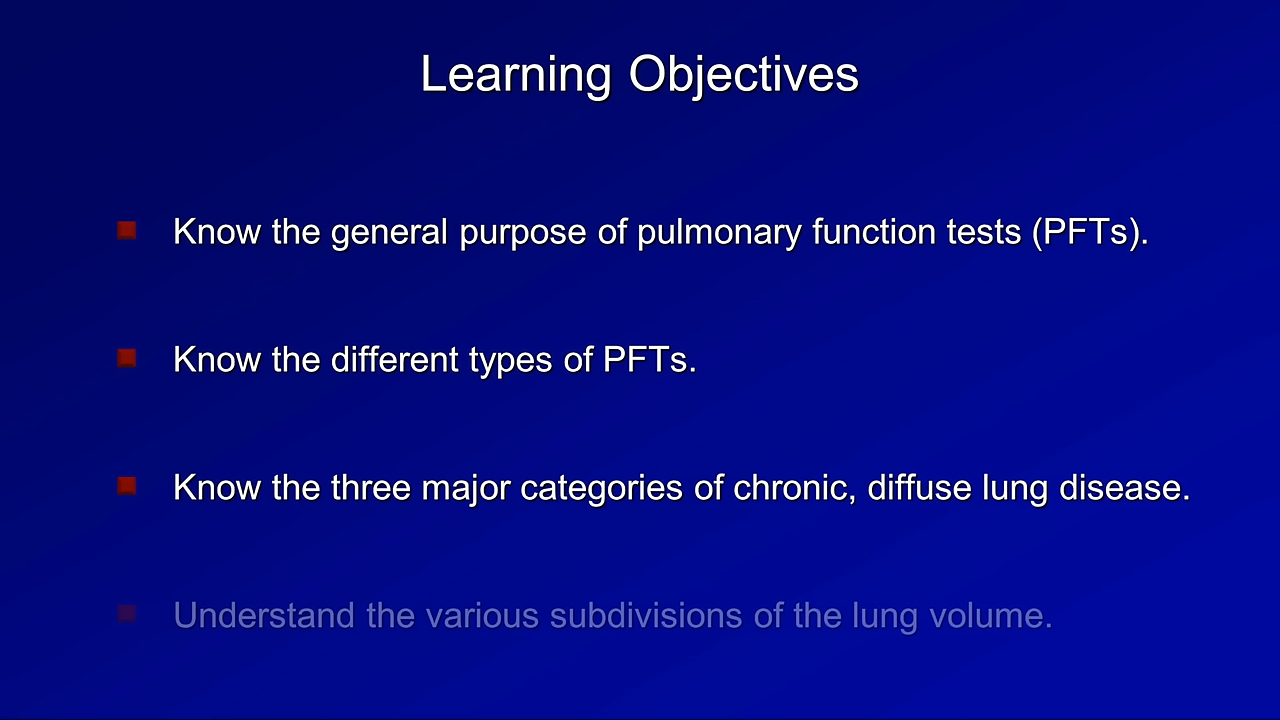 Learning Objectives
Know the general purpose of pulmonary function tests (PFTs).
Know the different types of PFTs.
Know the three major categories of chronic, diffuse lung disease.
Understand the various subdivisions of the lung volume.